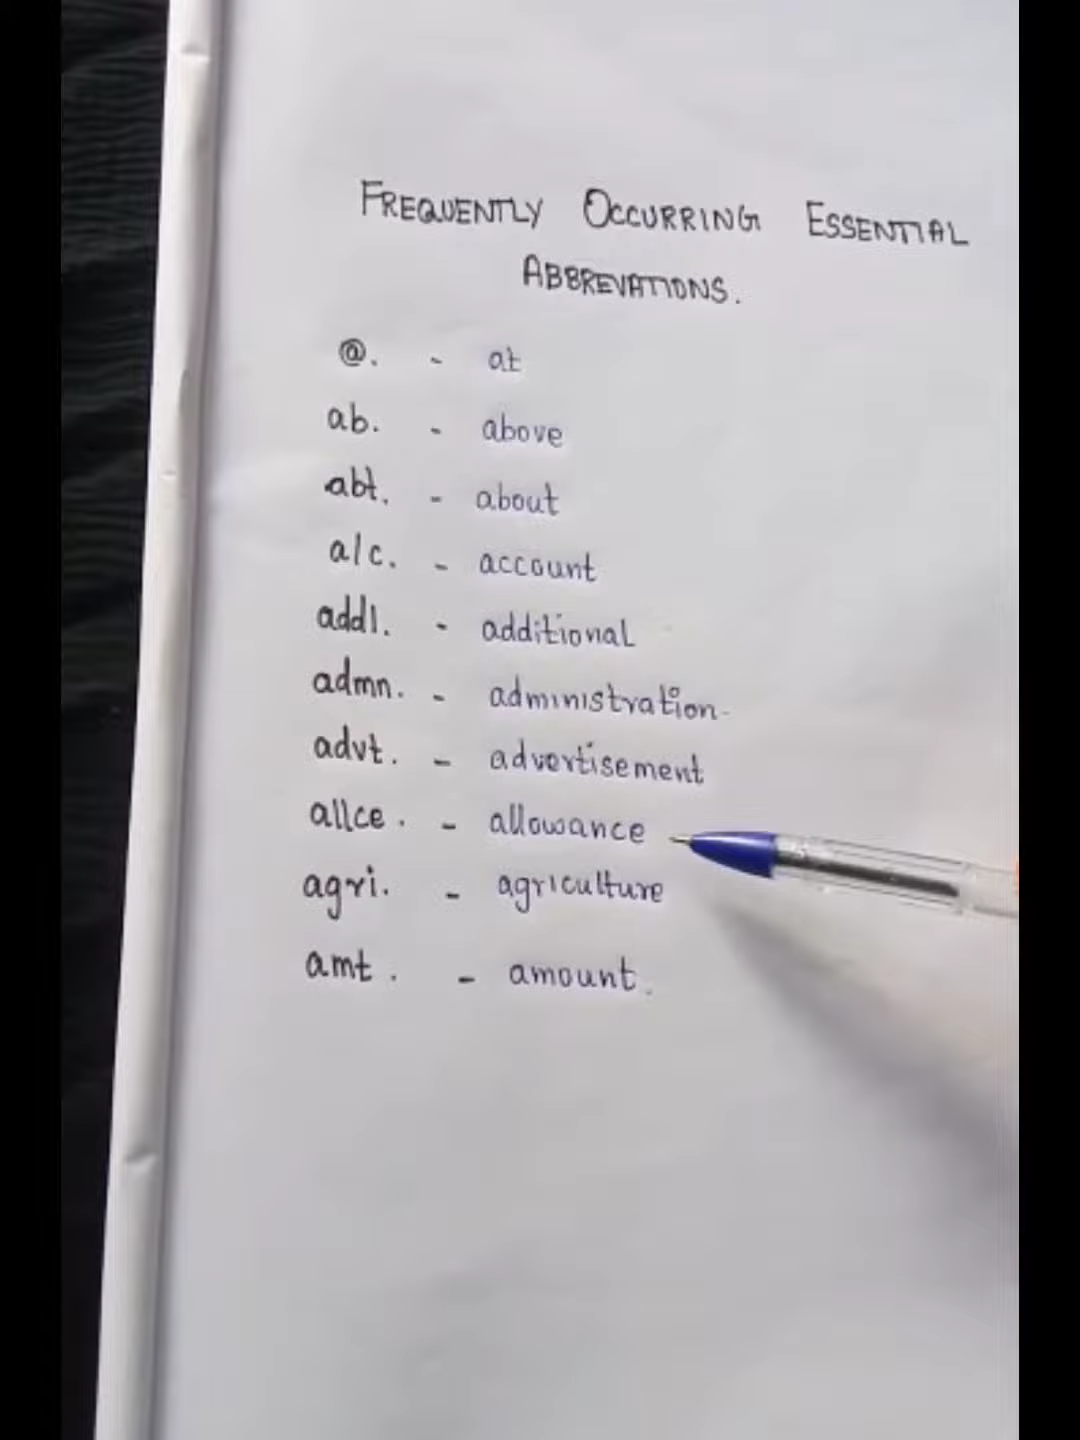 FREQUENTLY OCCURRING ESSENTIAL
ABBREVATIONS.
@. - at
ab. - above
abt. - about
a/c. - account
addl. - additional
admn. - administration.
advt. - advertisement
allce. - allowance
agri. - agriculture
amt. - amount.